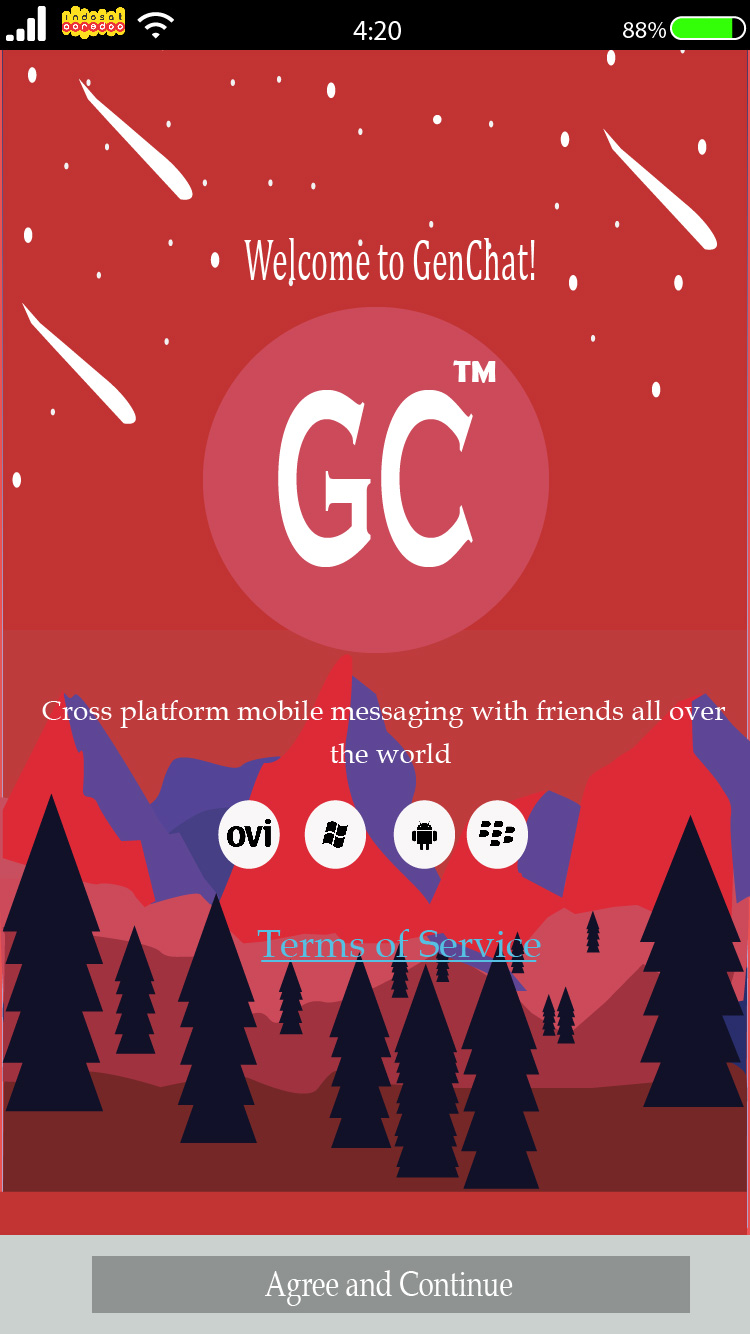 indosat
ooredoo
4:20
88%
Welcome to GenChat!
GC™
Cross platform mobile messaging with friends all over
the world
ovi
Terms of Service
Agree and Continue